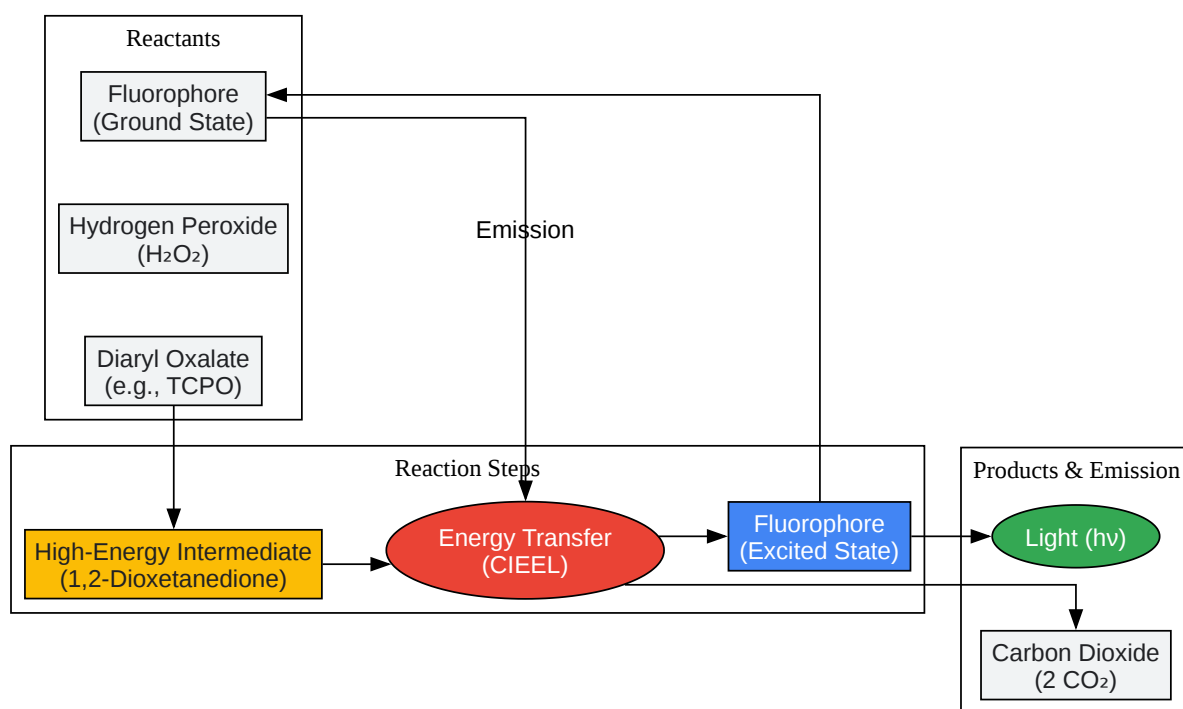 Reactants
Fluorophore
(Ground State)
Hydrogen Peroxide
(H₂O₂)
Emission
Diaryl Oxalate
(e.g., TCPO)
Reaction Steps
Products & Emission
High-Energy Intermediate
(1,2-Dioxetanedione)
Energy Transfer
(CIEEL)
Fluorophore
(Excited State)
Light (hν)
Carbon Dioxide
(2 CO₂)